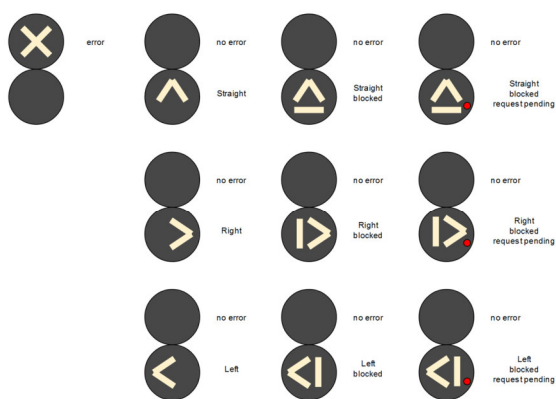 error
no error
no error
no error
Straight
Straight
blocked
Straight
blocked
request pending
no error
no error
no error
Right
Right
blocked
Right
blocked
request pending
no error
no error
no error
Left
Left
blocked
Left
blocked
request pending